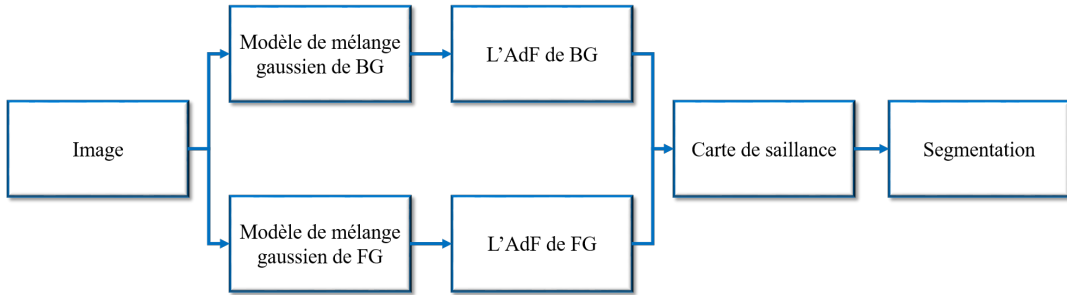 Image
Modèle de mélange
gaussien de BG
L'AdF de BG
Modèle de mélange
gaussien de FG
L'AdF de FG
Carte de saillance
Segmentation